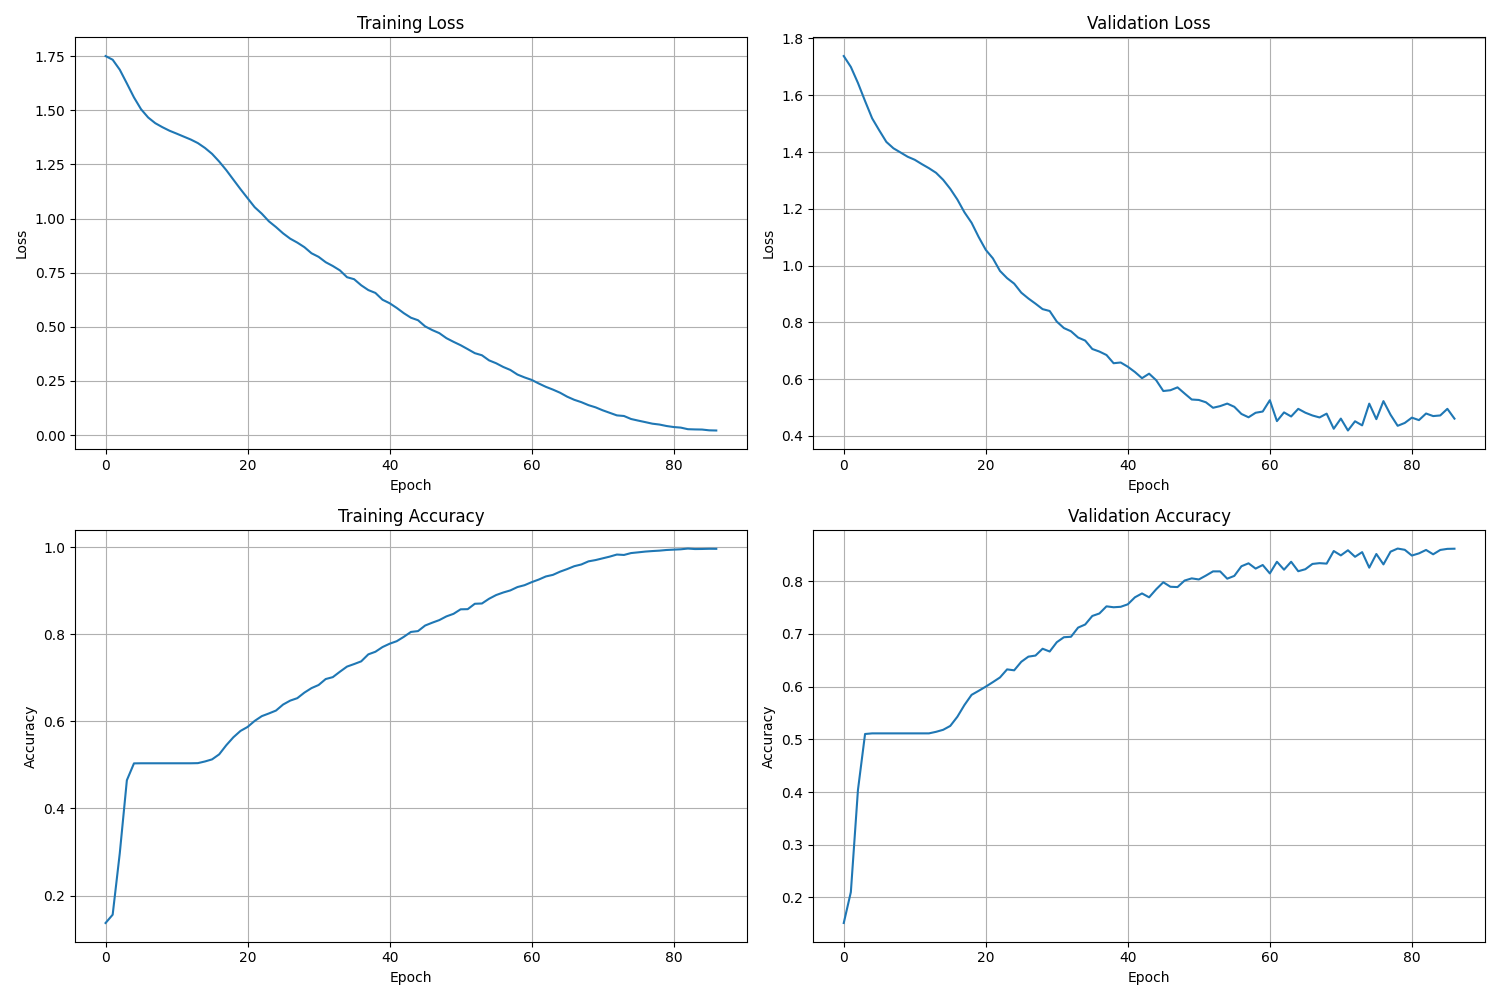 Training Loss
1.75
1.50
1.25
1.00
0.75
0.50
0.25
0.00
Loss
0 20 40 60 80
Epoch
Validation Loss
1.8
1.6
1.4
1.2
1.0
0.8
0.6
0.4
Loss
0 20 40 60 80
Epoch
Training Accuracy
1.0
0.8
0.6
0.4
0.2
Accuracy
0 20 40 60 80
Epoch
Validation Accuracy
0.8
0.7
0.6
0.5
0.4
0.3
0.2
Accuracy
0 20 40 60 80
Epoch